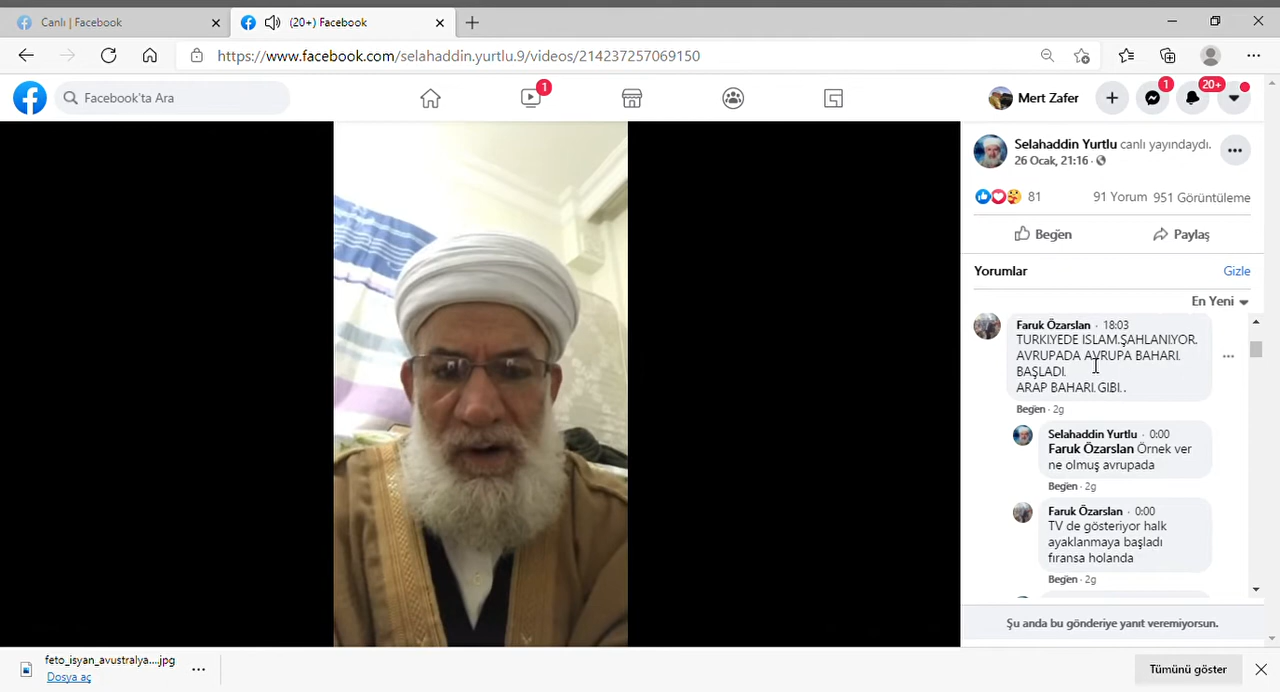 Canlı | Facebook
(20+) Facebook
https://www.facebook.com/selahaddin.yurtlu.9/videos/214237257069150
Facebook'ta Ara
1
Mert Zafer
1
20+
Selahaddin Yurtlu canlı yayındaydı.
26 Ocak, 21:16 ·
81
91 Yorum 951 Görüntüleme
Beğen
Paylaş
Yorumlar
Gizle
En Yeni
Faruk Özarslan · 18:03
TURKIYEDE ISLAM.ŞAHLANIYOR.
AVRUPADA AVRUPA BAHARI.
BAŞLADI.
ARAP BAHARI.GIBI..
Beğen · 2g
Selahaddin Yurtlu · 0:00
Faruk Özarslan Örnek ver
ne olmuş avrupada
Beğen · 2g
Faruk Özarslan · 0:00
TV de gösteriyor halk
ayaklanmaya başladı
fıransa holanda
Beğen · 2g
Şu anda bu gönderiye yanıt veremiyorsun.
feto_isyan_avustralya....jpg
Dosya aç
Tümünü göster